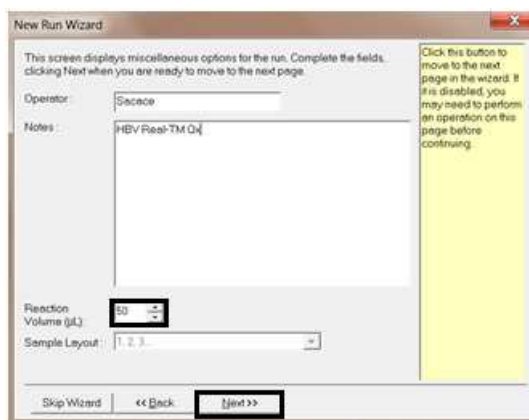 New Run Wizard
This screen displays miscellaneous options for the run. Complete the fields,
clicking Next when you are ready to move to the next page.
Operator :
Sacace
Notes :
HBV Real-TM Qx
Reaction
Volume (µL):
50
Sample Layout :
1, 2, 3...
Skip Wizard
<< Back
Next >>
Click this button to
move to the next
page in the wizard. If
it is disabled, you
may need to perform
an operation on this
page before
continuing.